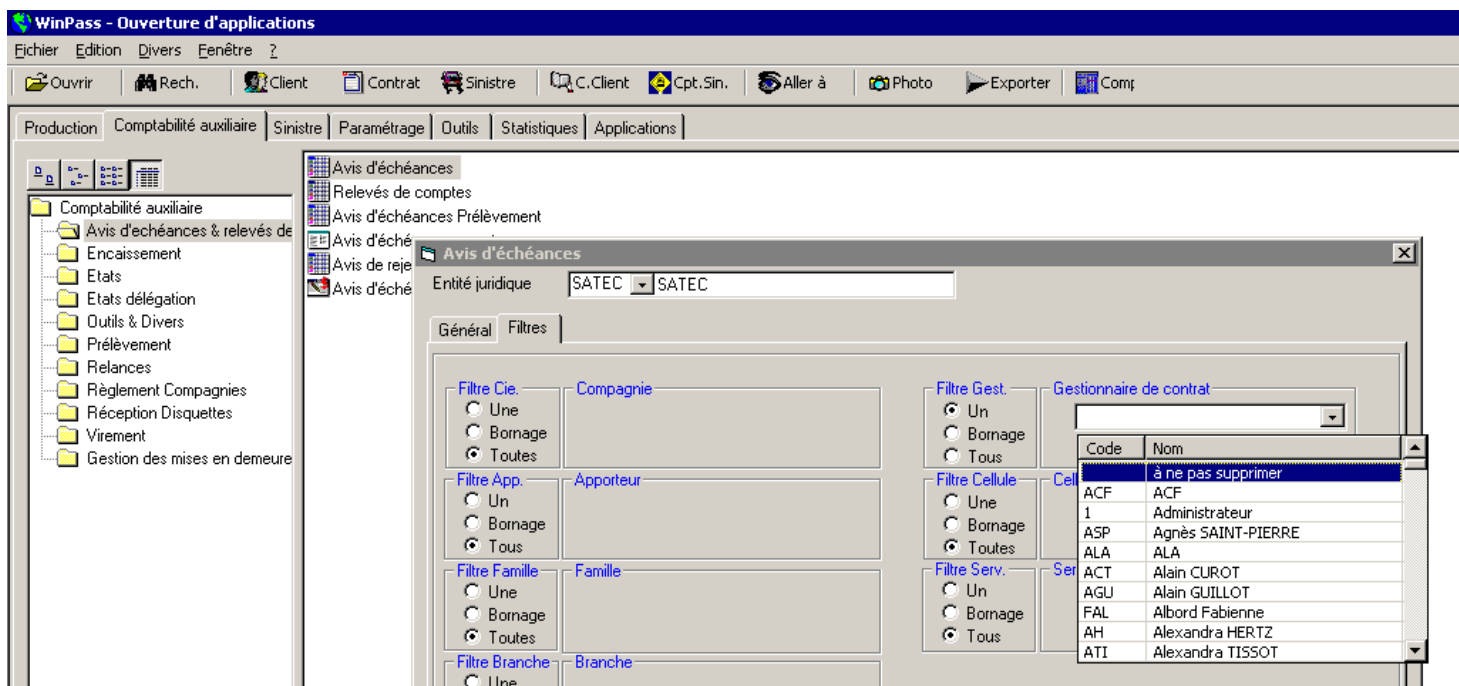 WinPass - Ouverture d'applications
Fichier Edition Divers Fenêtre ?
Ouvrir Rech. Client Contrat Sinistre C.Client Cpt.Sin. Aller à Photo Exporter
Production Comptabilité auxiliaire Sinistre Paramétrage Outils Statistiques Applications
Comptabilité auxiliaire
Avis d'echéances & relevés de
Encaissement
Etats
Etats délégation
Outils & Divers
Prélèvement
Relances
Règlement Compagnies
Réception Disquettes
Virement
Gestion des mises en demeure
Avis d'échéances
Relevés de comptes
Avis d'échéances Prélèvement
Avis d'éché
Avis de reje
Avis d'éché
Avis d'échéances
Entité juridique SATEC SATEC
Général Filtres
Filtre Cie. Compagnie
Une
Bornage
Toutes
Filtre App. Apporteur
Un
Bornage
Tous
Filtre Famille Famille
Une
Bornage
Toutes
Filtre Branche Branche
Une
Filtre Gest. Gestionnaire de contrat
Un
Bornage
Tous
Filtre Cellule Cell
Une
Bornage
Toutes
Filtre Serv. Ser
Un
Bornage
Tous
Code Nom
à ne pas supprimer
ACF ACF
1 Administrateur
ASP Agnès SAINT-PIERRE
ALA ALA
ACT Alain CUROT
AGU Alain GUILLOT
FAL Albord Fabienne
AH Alexandra HERTZ
ATI Alexandra TISSOT